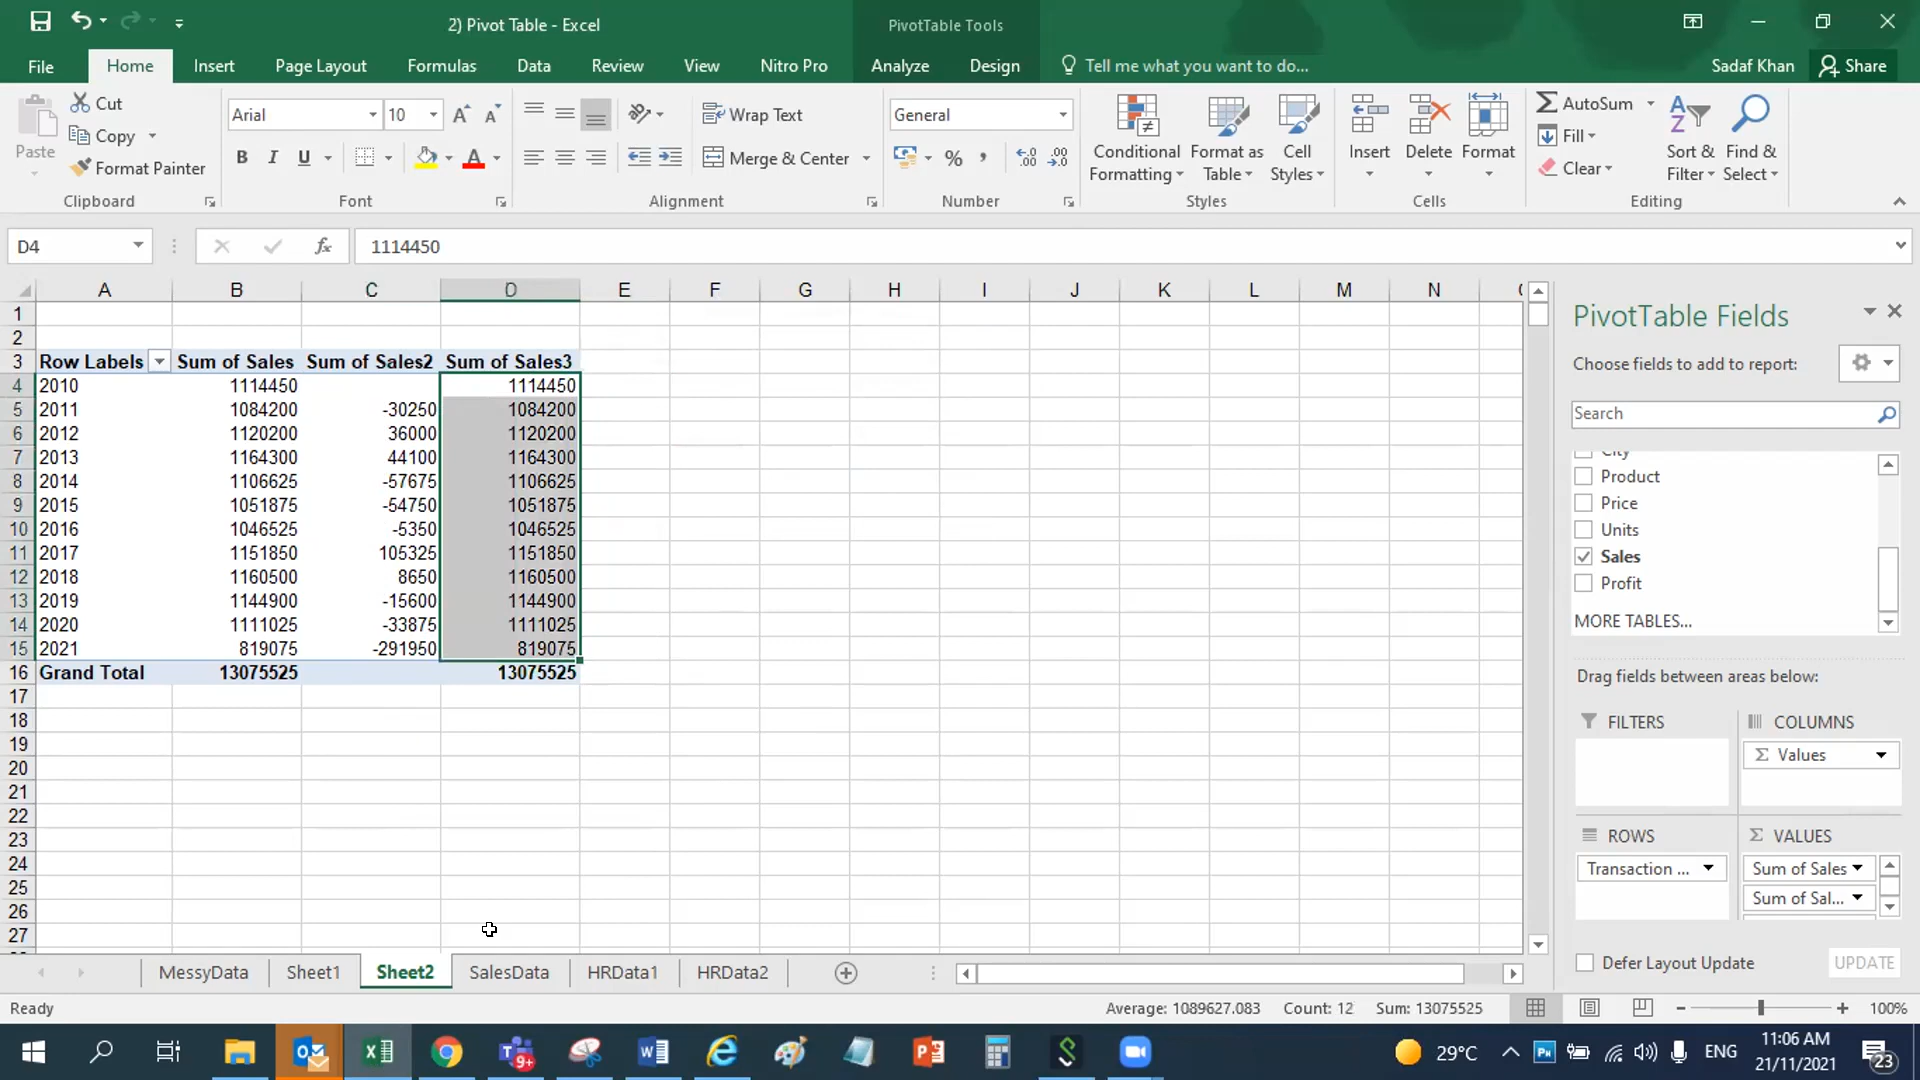 2) Pivot Table - Excel
PivotTable Tools
File Home Insert Page Layout Formulas Data Review View Nitro Pro Analyze Design Tell me what you want to do... Sadaf Khan Share
Paste
Cut
Copy
Format Painter
Clipboard
Arial 10
B I U
Font
Wrap Text
Merge & Center
Alignment
General
%
Number
Conditional Formatting
Format as Table
Cell Styles
Styles
Insert
Delete
Format
Cells
AutoSum
Fill
Clear
Sort & Filter
Find & Select
Editing
D4 fx 1114450
A B C D E F G H I J K L M N
1
2
3 Row Labels Sum of Sales Sum of Sales2 Sum of Sales3
4 2010 1114450 1114450
5 2011 1084200 -30250 1084200
6 2012 1120200 36000 1120200
7 2013 1164300 44100 1164300
8 2014 1106625 -57675 1106625
9 2015 1051875 -54750 1051875
10 2016 1046525 -5350 1046525
11 2017 1151850 105325 1151850
12 2018 1160500 8650 1160500
13 2019 1144900 -15600 1144900
14 2020 1111025 -33875 1111025
15 2021 819075 -291950 819075
16 Grand Total 13075525 13075525
17
18
19
20
21
22
23
24
25
26
27
PivotTable Fields
Choose fields to add to report:
Search
City
Product
Price
Units
Sales
Profit
MORE TABLES...
Drag fields between areas below:
FILTERS
COLUMNS
Σ Values
ROWS
Transaction ...
Σ VALUES
Sum of Sales
Sum of Sal...
Defer Layout Update UPDATE
MessyData Sheet1 Sheet2 SalesData HRData1 HRData2
Ready Average: 1089627.083 Count: 12 Sum: 13075525 100%
9+
29°C ENG
11:06 AM
21/11/2021
23